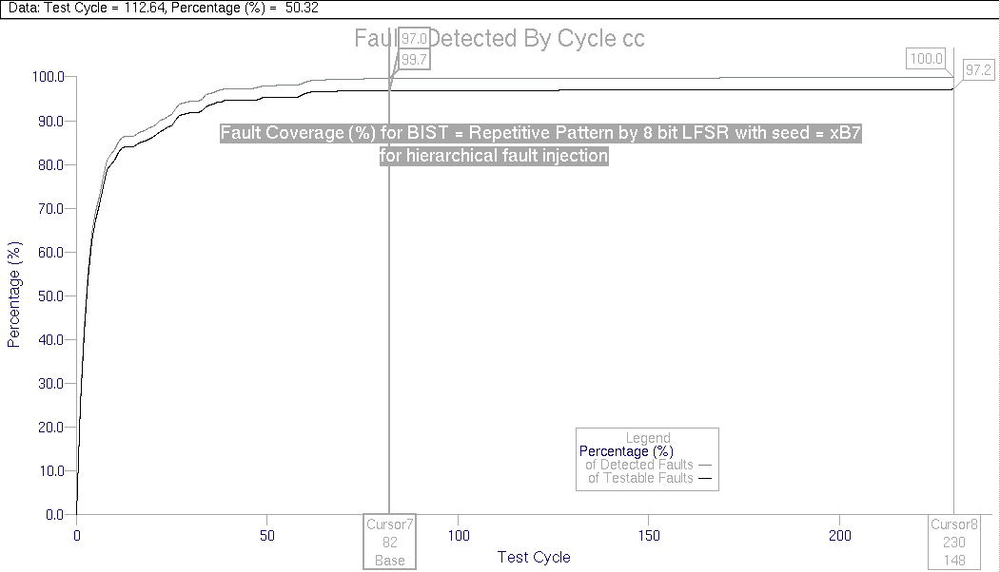 Data: Test Cycle = 112.64, Percentage (%) = 50.32
Detected By Cycle cc
97.0
99.7
100.0
97.2
Fault Coverage (%) for BIST = Repetitive Pattern by 8 bit LFSR with seed = xB7
for hierarchical fault injection
Percentage (%)
100.0
90.0
80.0
70.0
60.0
50.0
40.0
30.0
20.0
10.0
0.0
Legend
Percentage (%)
of Detected Faults
of Testable Faults
0
50
100
150
200
Test Cycle
Cursor7
82
Base
Cursor8
230
148